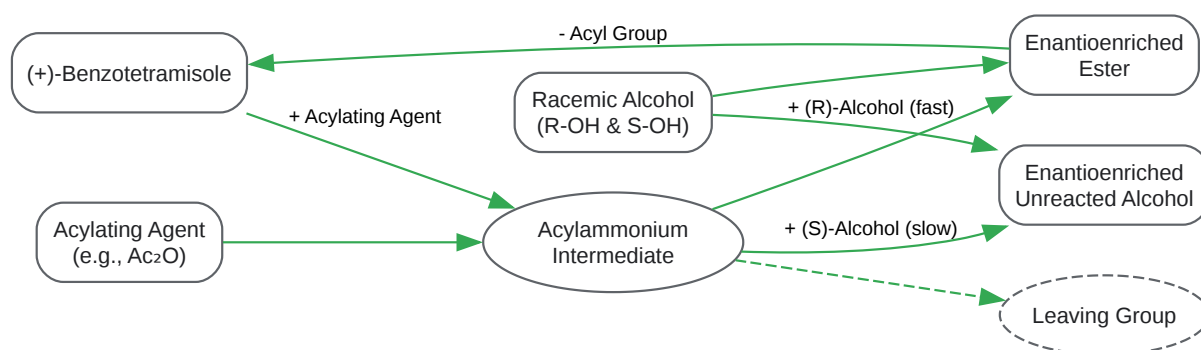 - Acyl Group
Enantioenriched
Ester
(+)-Benzotetramisole
Racemic Alcohol
(R-OH & S-OH)
+ Acylating Agent
+ (R)-Alcohol (fast)
Enantioenriched
Unreacted Alcohol
Acylating Agent
(e.g., Ac₂O)
Acylammonium
Intermediate
+ (S)-Alcohol (slow)
Leaving Group